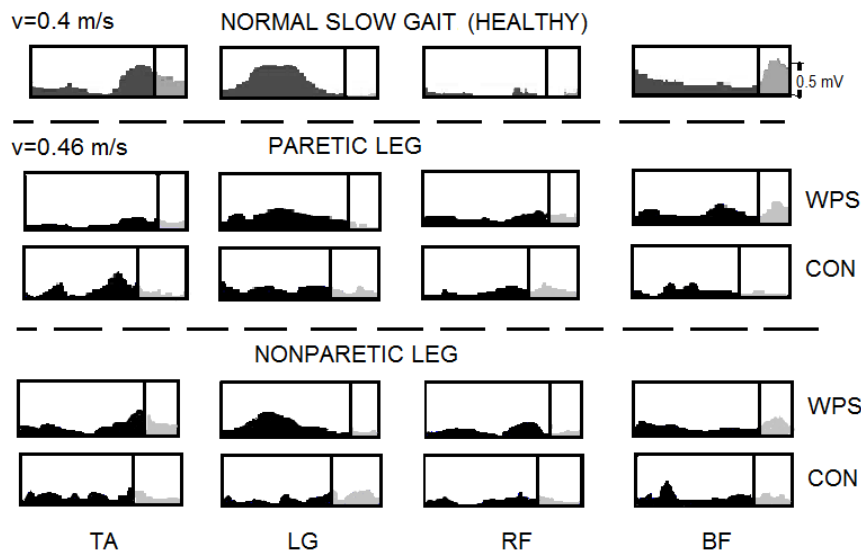 v=0.4 m/s NORMAL SLOW GAIT (HEALTHY)
0.5 mV
v=0.46 m/s PARETIC LEG
WPS
CON
NONPARETIC LEG
WPS
CON
TA LG RF BF